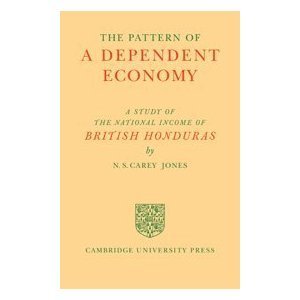 THE PATTERN OF
A DEPENDENT
ECONOMY
A STUDY OF
THE NATIONAL INCOME OF
BRITISH HONDURAS
by
N. S. CAREY JONES
CAMBRIDGE UNIVERSITY PRESS